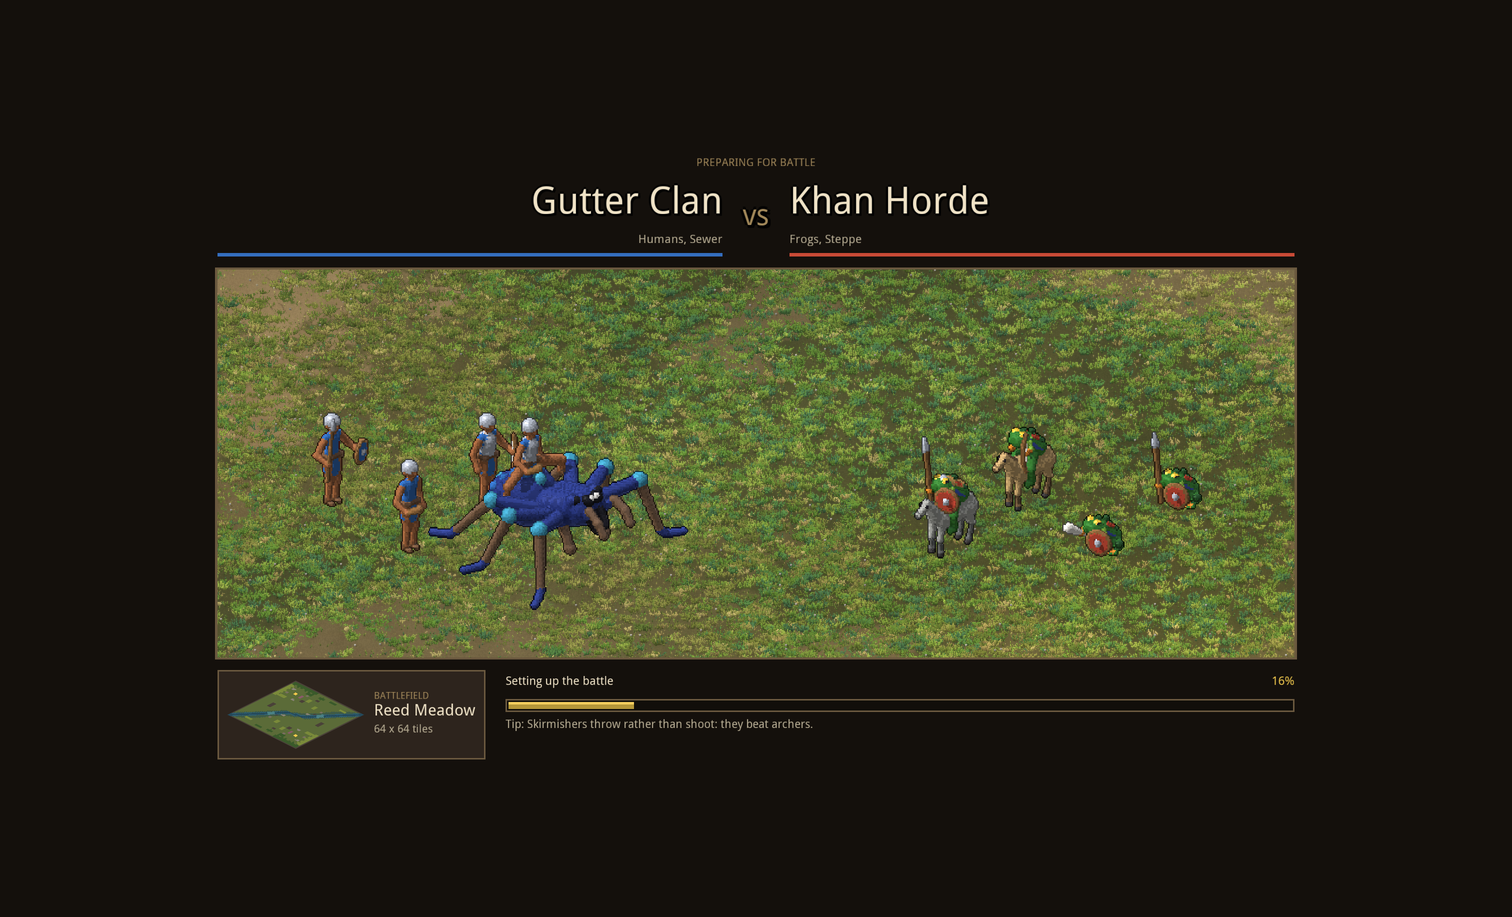 PREPARING FOR BATTLE
Gutter Clan vs Khan Horde
Humans, Sewer
Frogs, Steppe
BATTLEFIELD
Reed Meadow
64 x 64 tiles
Setting up the battle
16%
Tip: Skirmishers throw rather than shoot: they beat archers.